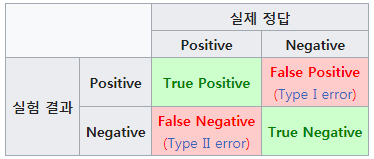 실제 정답
Positive Negative
실험 결과 Positive True Positive False Positive
(Type I error)
Negative False Negative
(Type II error) True Negative